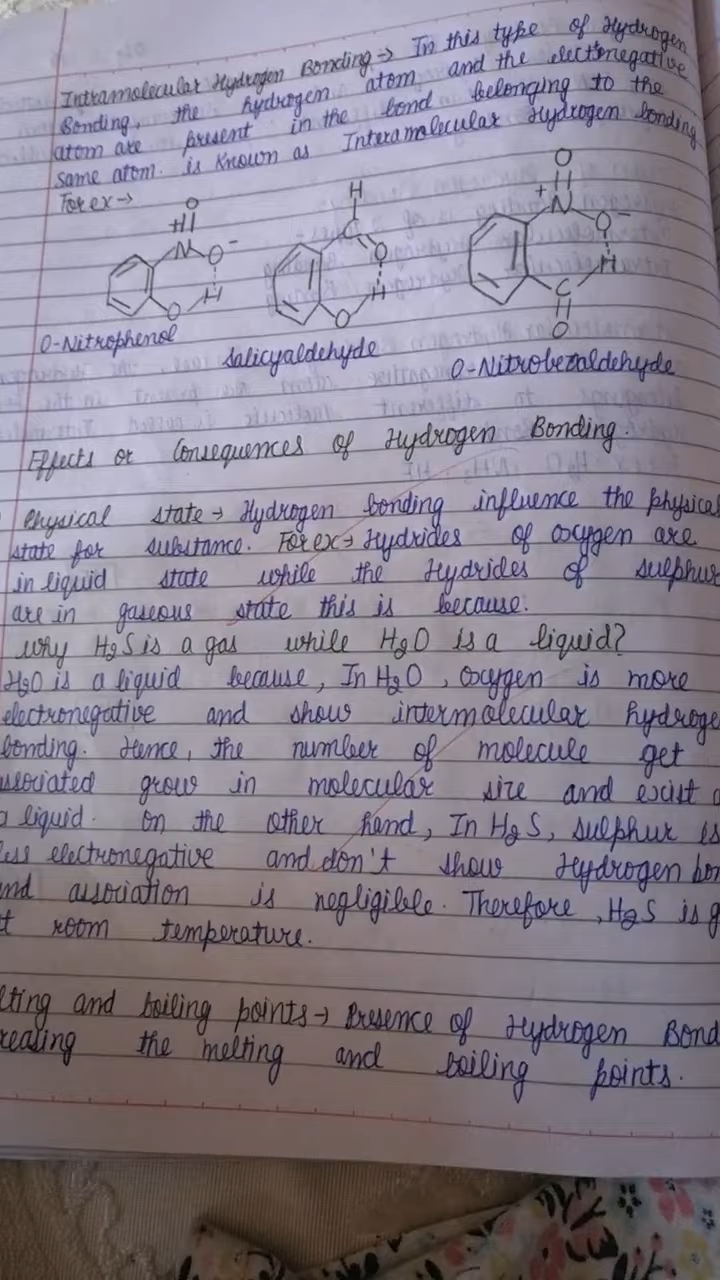 Intramolecular Hydrogen Bonding → In this type of Hydrogen
Bonding, the hydrogen atom and the electronegative
atom are present in the bond belonging to the
same atom. is Known as Interamolecular Hydrogen bonding
For ex →
O
+||
N O⁻
O H
H
C O
H
O
O
+ ||
N O⁻
H
C
||
O
O-Nitrophenol
Salicyaldehyde
O-Nitrobezaldehyde
Effects or Consequences of Hydrogen Bonding.
Physical state → Hydrogen bonding influence the physical
state for substance. For ex → Hydrides of oxygen are
in liquid state while the Hydrides of sulphur
are in gaseous state this is because.
why H2S is a gas while H2O is a liquid?
H2O is a liquid because, In H2O, oxygen is more
electronegative and show intermolecular hydroge
bonding. Hence, the number of molecule get
ssociated grow in molecular size and exist a
a liquid. on the other hand, In H2S, sulphur is
less electronegative and don't show Hydrogen bon
and association is negligible. Therefore, H2S is g
t room temperature.
lting and boiling points → Presence of Hydrogen Bond
reasing the melting and boiling points.